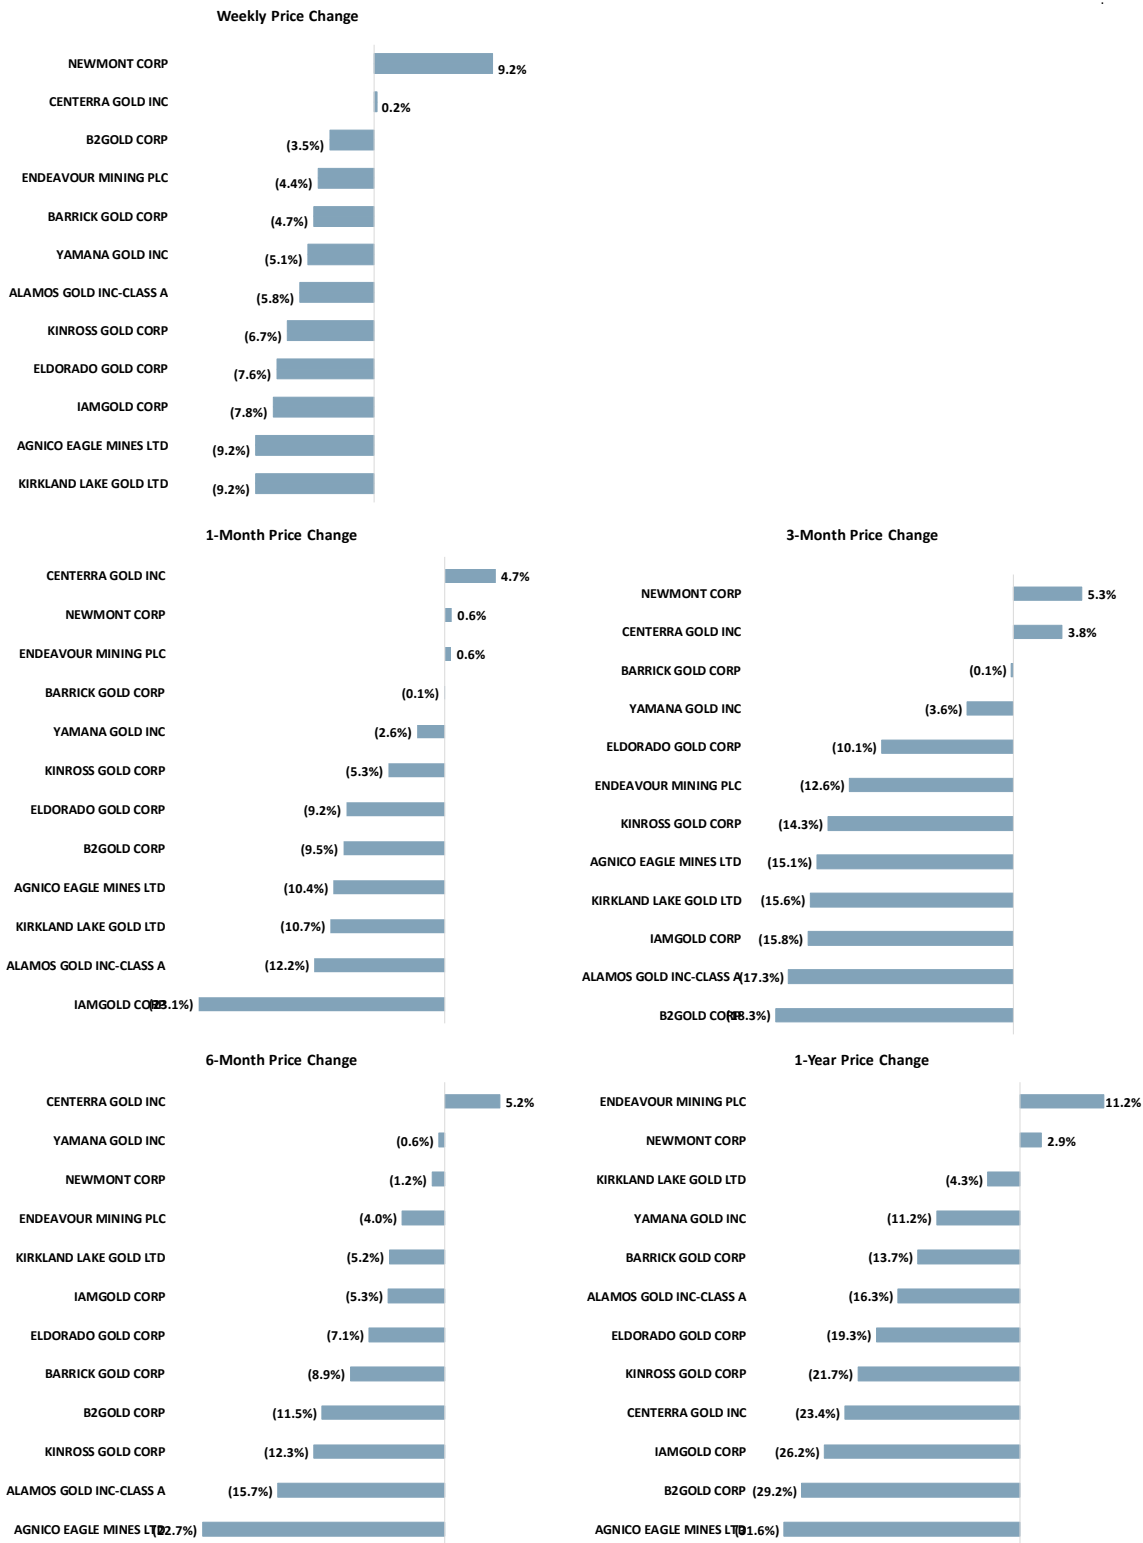 Weekly Price Change
NEWMONT CORP 9.2%
CENTERRA GOLD INC 0.2%
B2GOLD CORP (3.5%)
ENDEAVOUR MINING PLC (4.4%)
BARRICK GOLD CORP (4.7%)
YAMANA GOLD INC (5.1%)
ALAMOS GOLD INC-CLASS A (5.8%)
KINROSS GOLD CORP (6.7%)
ELDORADO GOLD CORP (7.6%)
IAMGOLD CORP (7.8%)
AGNICO EAGLE MINES LTD (9.2%)
KIRKLAND LAKE GOLD LTD (9.2%)
1-Month Price Change
CENTERRA GOLD INC 4.7%
NEWMONT CORP 0.6%
ENDEAVOUR MINING PLC 0.6%
BARRICK GOLD CORP (0.1%)
YAMANA GOLD INC (2.6%)
KINROSS GOLD CORP (5.3%)
ELDORADO GOLD CORP (9.2%)
B2GOLD CORP (9.5%)
AGNICO EAGLE MINES LTD (10.4%)
KIRKLAND LAKE GOLD LTD (10.7%)
ALAMOS GOLD INC-CLASS A (12.2%)
IAMGOLD CORP (23.1%)
3-Month Price Change
NEWMONT CORP 5.3%
CENTERRA GOLD INC 3.8%
BARRICK GOLD CORP (0.1%)
YAMANA GOLD INC (3.6%)
ELDORADO GOLD CORP (10.1%)
ENDEAVOUR MINING PLC (12.6%)
KINROSS GOLD CORP (14.3%)
AGNICO EAGLE MINES LTD (15.1%)
KIRKLAND LAKE GOLD LTD (15.6%)
IAMGOLD CORP (15.8%)
ALAMOS GOLD INC-CLASS A (17.3%)
B2GOLD CORP (18.3%)
6-Month Price Change
CENTERRA GOLD INC 5.2%
YAMANA GOLD INC (0.6%)
NEWMONT CORP (1.2%)
ENDEAVOUR MINING PLC (4.0%)
KIRKLAND LAKE GOLD LTD (5.2%)
IAMGOLD CORP (5.3%)
ELDORADO GOLD CORP (7.1%)
BARRICK GOLD CORP (8.9%)
B2GOLD CORP (11.5%)
KINROSS GOLD CORP (12.3%)
ALAMOS GOLD INC-CLASS A (15.7%)
AGNICO EAGLE MINES LTD (22.7%)
1-Year Price Change
ENDEAVOUR MINING PLC 11.2%
NEWMONT CORP 2.9%
KIRKLAND LAKE GOLD LTD (4.3%)
YAMANA GOLD INC (11.2%)
BARRICK GOLD CORP (13.7%)
ALAMOS GOLD INC-CLASS A (16.3%)
ELDORADO GOLD CORP (19.3%)
KINROSS GOLD CORP (21.7%)
CENTERRA GOLD INC (23.4%)
IAMGOLD CORP (26.2%)
B2GOLD CORP (29.2%)
AGNICO EAGLE MINES LTD (31.6%)